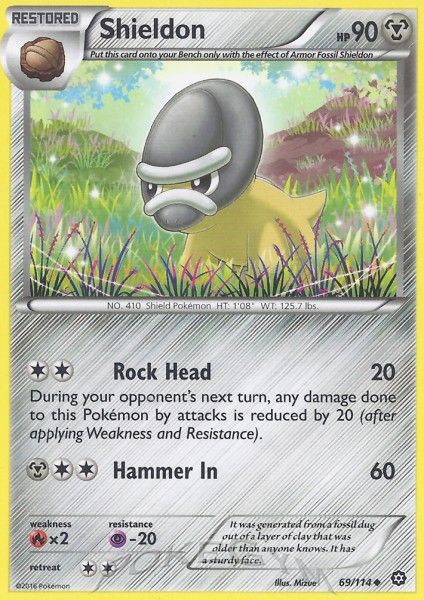 RESTORED
Shieldon HP90
Put this card onto your Bench only with the effect of Armor Fossil Shieldon
NO. 410 Shield Pokémon HT: 1'08" WT: 125.7 lbs.
Rock Head 20
During your opponent's next turn, any damage done
to this Pokémon by attacks is reduced by 20 (after
applying Weakness and Resistance).
Hammer In 60
weakness resistance
×2 -20
retreat
It was generated from a fossil dug
out of a layer of clay that was
older than anyone knows. It has
a sturdy face.
©2016 Pokémon
Illus. Mizue 69/114